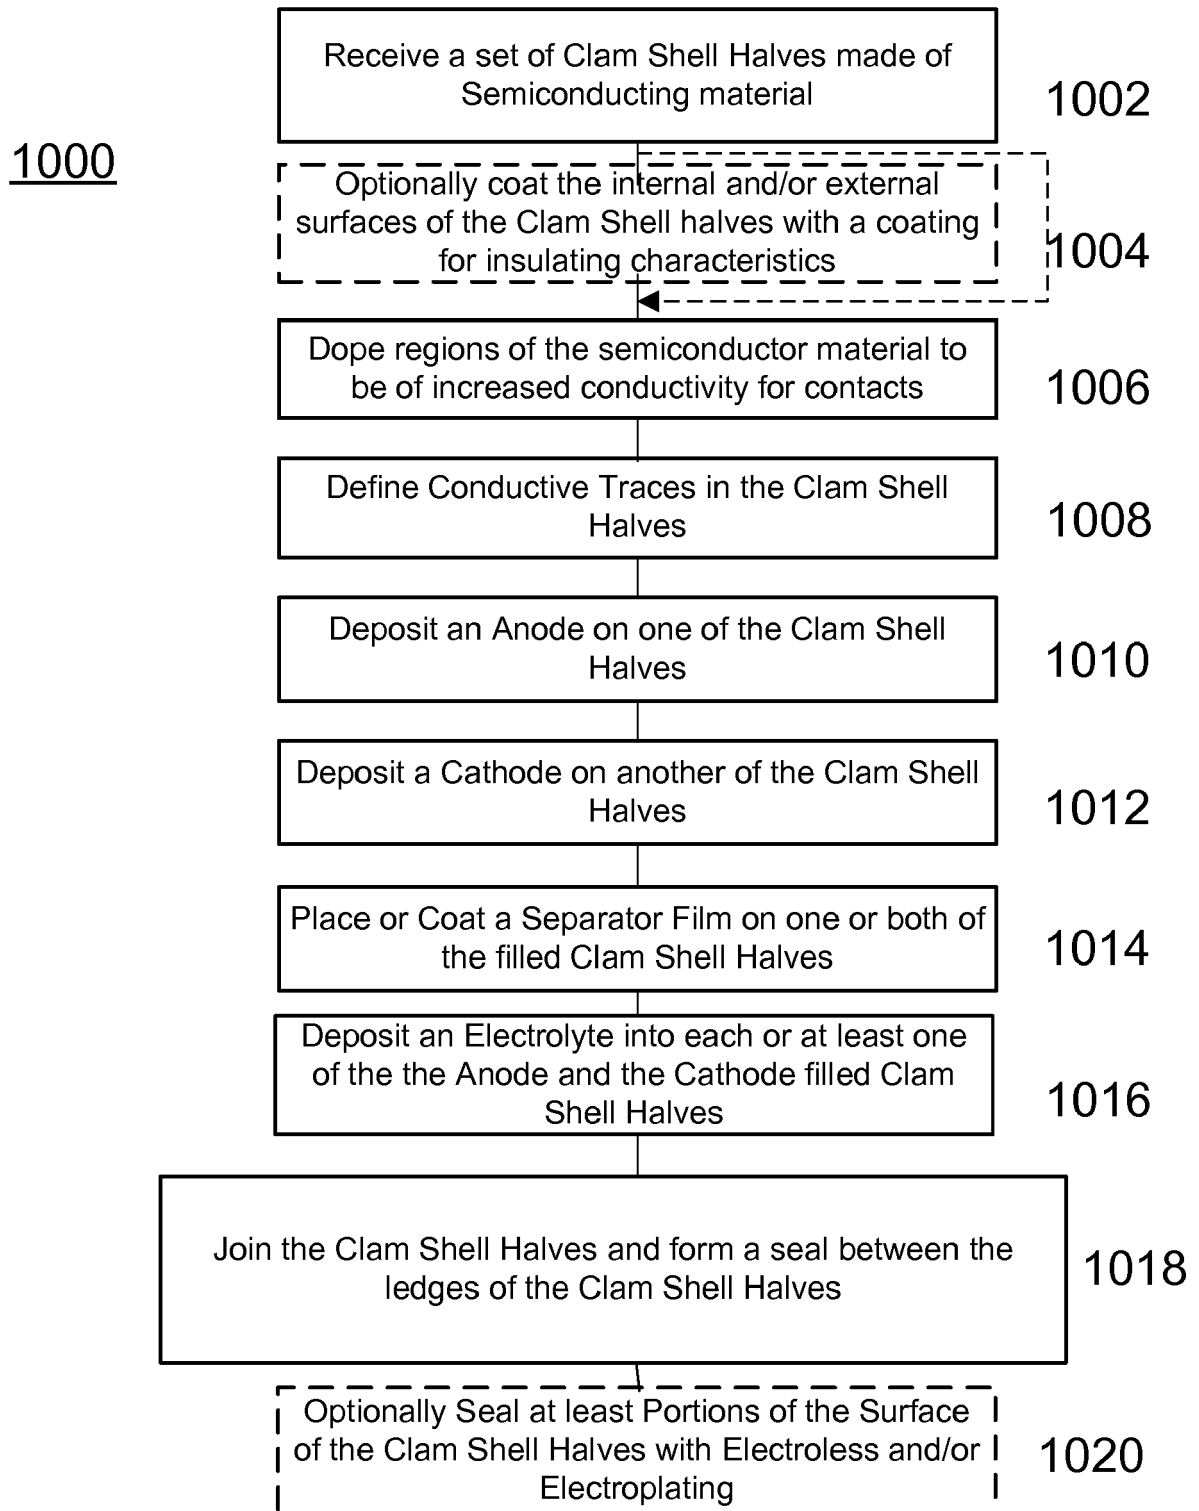 Receive a set of Clam Shell Halves made of
Semiconducting material
1002
1000
Optionally coat the internal and/or external
surfaces of the Clam Shell halves with a coating
for insulating characteristics
1004
Dope regions of the semiconductor material to
be of increased conductivity for contacts
1006
Define Conductive Traces in the Clam Shell
Halves
1008
Deposit an Anode on one of the Clam Shell
Halves
1010
Deposit a Cathode on another of the Clam Shell
Halves
1012
Place or Coat a Separator Film on one or both of
the filled Clam Shell Halves
1014
Deposit an Electrolyte into each or at least one
of the the Anode and the Cathode filled Clam
Shell Halves
1016
Join the Clam Shell Halves and form a seal between the
ledges of the Clam Shell Halves
1018
Optionally Seal at least Portions of the Surface
of the Clam Shell Halves with Electroless and/or
Electroplating
1020